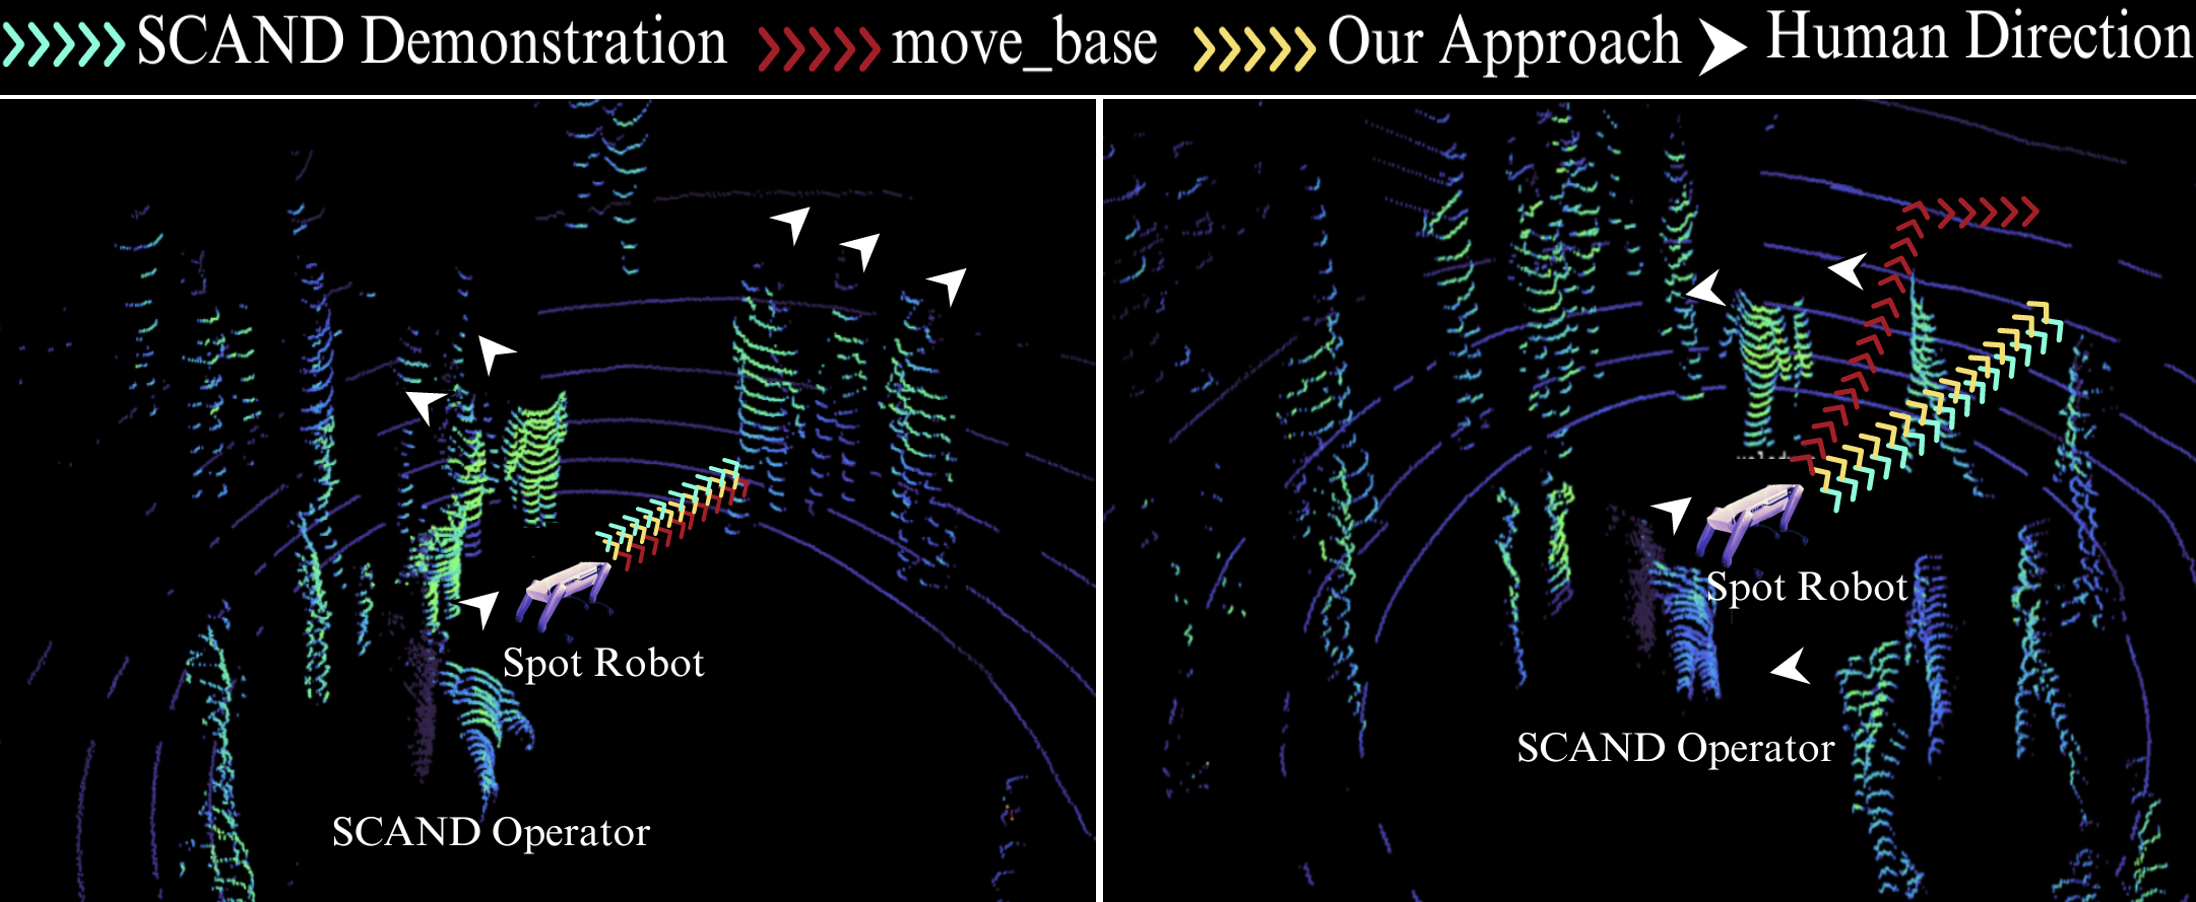 SCAND Demonstration move_base Our Approach Human Direction
Spot Robot
SCAND Operator
Spot Robot
SCAND Operator